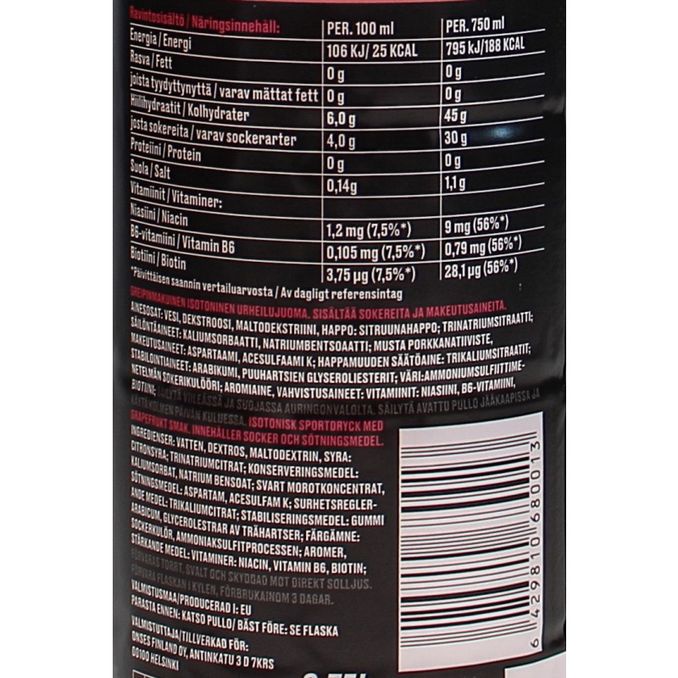 Ravintosisältö / Näringsinnehåll: PER. 100 ml PER. 750 ml
Energia / Energi 106 KJ/ 25 KCAL 795 kJ/188 KCAL
Rasva / Fett 0 g 0 g
joista tyydyttynyttä / varav mättat fett 0 g 0 g
Hiilihydraatit / Kolhydrater 6,0 g 45 g
josta sokereita / varav sockerarter 4,0 g 30 g
Proteiini / Protein 0 g 0 g
Suola / Salt 0,14g 1,1 g
Vitamiinit / Vitaminer:
Niasiini / Niacin 1,2 mg (7,5%*) 9 mg (56%*)
B6-vitamiini / Vitamin B6 0,105 mg (7,5%*) 0,79 mg (56%*)
Biotiini / Biotin 3,75 µg (7,5%*) 28,1 µg (56%*)
*Päivittäisen saannin vertailuarvosta / Av dagligt referensintag
GREIPINMAKUINEN ISOTONINEN URHEILUJUOMA. SISÄLTÄÄ SOKEREITA JA MAKEUTUSAINEITA.
AINESOSAT: VESI, DEKSTROOSI, MALTODEKSTRIINI, HAPPO: SITRUUNAHAPPO; TRINATRIUMSITRAATTI;
SÄILÖNTÄAINEET: KALIUMSORBAATTI, NATRIUMBENTSOAATTI; MUSTA PORKKANATIIVISTE,
MAKEUTUSAINEET: ASPARTAAMI, ACESULFAAMI K; HAPPAMUUDEN SÄÄTÖAINE: TRIKALIUMSITRAATTI;
STABILOINTIAINEET: ARABIKUMI, PUUHARTSIEN GLYSEROLIESTERIT; VÄRI: AMMONIUMSULFIITTIME-
NETELMÄN SOKERIKULÖÖRI; AROMIAINE, VAHVISTUSAINEET: VITAMIINIT: NIASIINI, B6-VITAMIINI,
BIOTIINI; SÄILYTÄ VIILEÄSSÄ JA SUOJASSA AURINGONVALOLTA. SÄILYTÄ AVATTU PULLO JÄÄKAAPISSA JA
KÄYTÄ KOLMEN PÄIVÄN KULUESSA. ISOTONISK SPORTDRYCK MED
GRAPEFRUKT SMAK. INNEHÅLLER SOCKER OCH SÖTNINGSMEDEL.
INGREDIENSER: VATTEN, DEXTROS, MALTODEXTRIN, SYRA:
CITRONSYRA; TRINATRIUMCITRAT; KONSERVERINGSMEDEL:
KALIUMSORBAT, NATRIUM BENSOAT; SVART MOROTKONCENTRAT,
SÖTNINGSMEDEL: ASPARTAM, ACESULFAM K; SURHETSREGLER-
ANDE MEDEL: TRIKALIUMCITRAT; STABILISERINGSMEDEL: GUMMI
ARABICUM, GLYCEROLESTRAR AV TRÄHARTSER; FÄRGÄMNE:
SOCKERKULÖR, AMMONIAKSULFITPROCESSEN; AROMER,
STÄRKANDE MEDEL: VITAMINER: NIACIN, VITAMIN B6, BIOTIN;
FÖRVARAS TORRT, SVALT OCH SKYDDAD MOT DIREKT SOLLJUS.
FÖRVARA FLASKAN I KYLEN, FÖRBRUKAINOM 3 DAGAR.
VALMISTUSMAA/PRODUCERAD I: EU
PARASTA ENNEN: KATSO PULLO/ BÄST FÖRE: SE FLASKA
VALMISTUTTAJA/TILLVERKAD FÖR:
ONSES FINLAND OY, ANTINKATU 3 D 7KRS
00100 HELSINKI
6 429810 680013